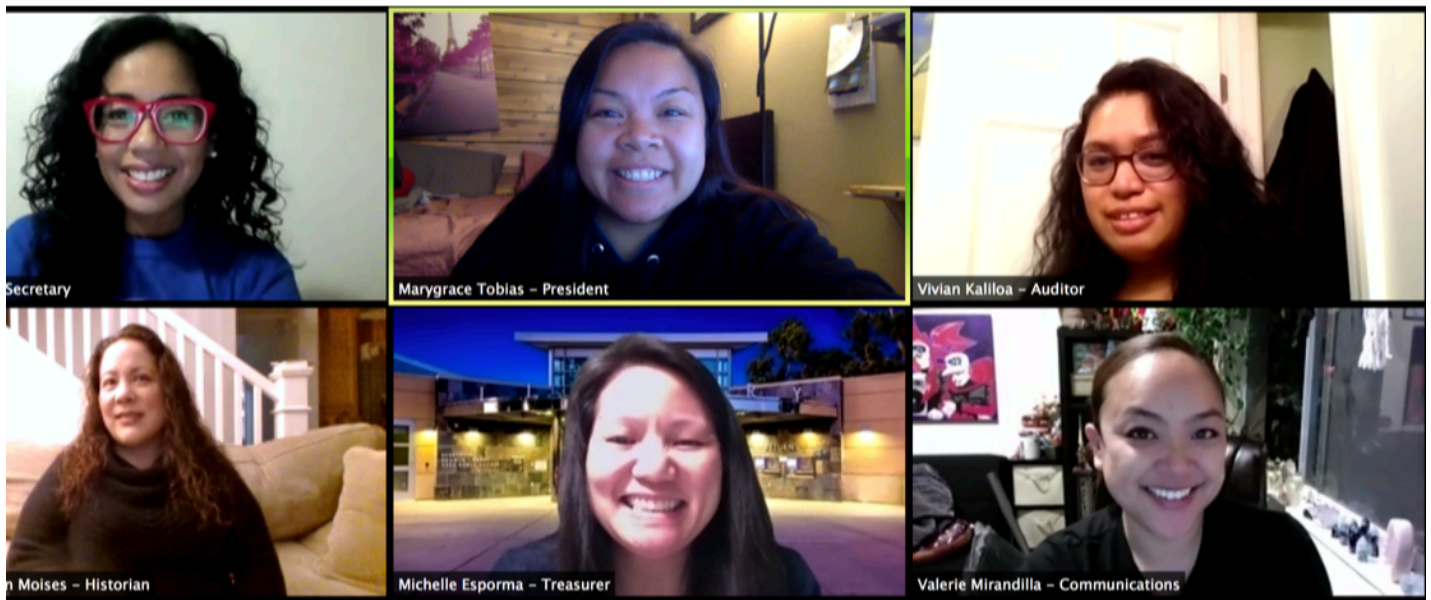 Secretary
Marygrace Tobias – President
Vivian Kaliloa – Auditor
n Moises – Historian
Michelle Esporma – Treasurer
Valerie Mirandilla – Communications